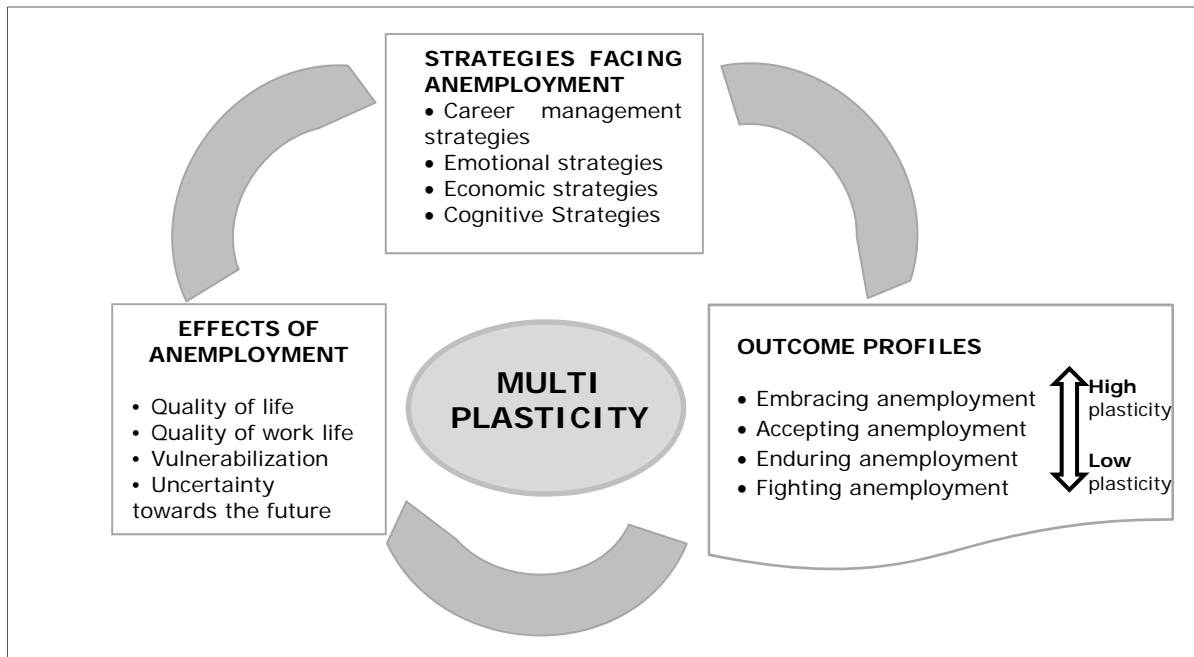 STRATEGIES FACING
ANEMPLOYMENT
• Career management
strategies
• Emotional strategies
• Economic strategies
• Cognitive Strategies
EFFECTS OF
ANEMPLOYMENT
• Quality of life
• Quality of work life
• Vulnerabilization
• Uncertainty
towards the future
MULTI
PLASTICITY
OUTCOME PROFILES
• Embracing anemployment
• Accepting anemployment
• Enduring anemployment
• Fighting anemployment
High
plasticity
Low
plasticity